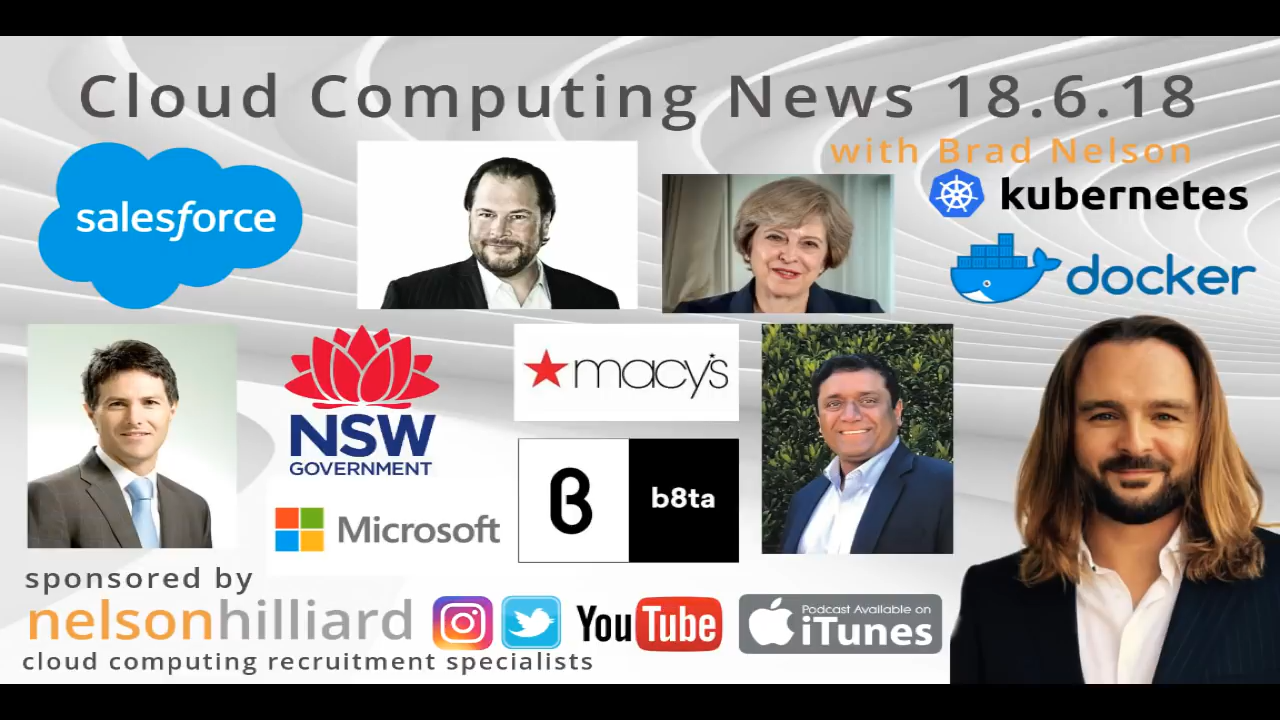 Cloud Computing News 18.6.18
with Brad Nelson
salesforce
kubernetes
docker
NSW
GOVERNMENT
macy's
Microsoft
β
b8ta
sponsored by
nelsonhilliard
cloud computing recruitment specialists
YouTube
Podcast Available on
iTunes